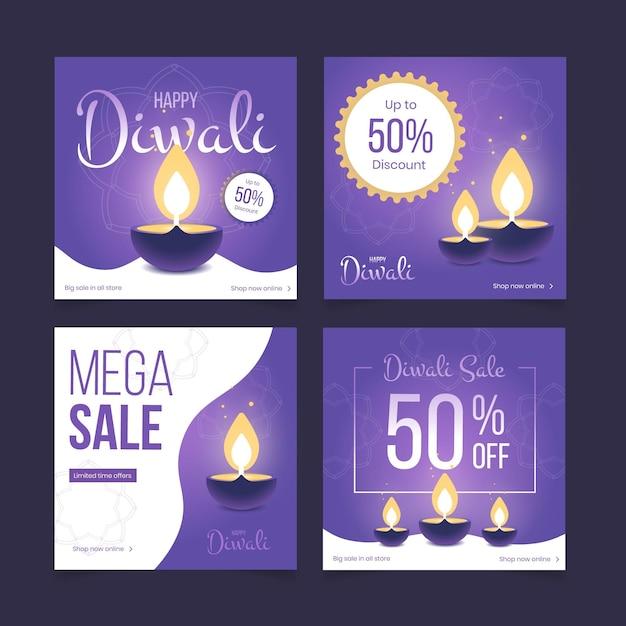 HAPPY
Diwali
Up to
50%
Discount
Big sale in all store
Shop now online
Up to
50%
Discount
HAPPY
Diwali
Shop now online
MEGA
SALE
Limited time offers
Shop now online
HAPPY
Diwali
Diwali Sale
50%
OFF
Big sale in all store
Shop now online